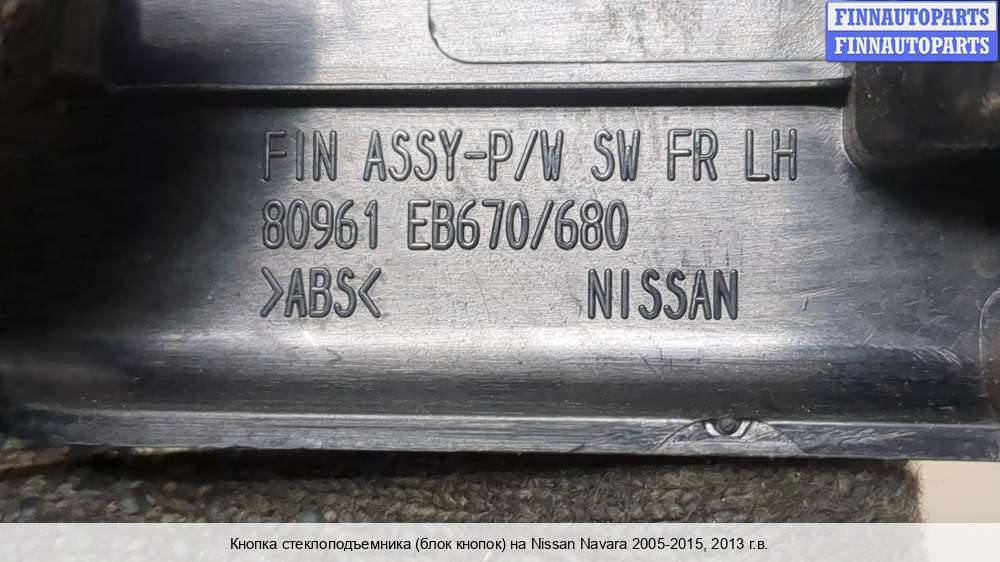 FINNAUTOPARTS
FINNAUTOPARTS
FIN ASSY-P/W SW FR LH
80961 EB670/680
>ABS< NISSAN
Кнопка стеклоподъемника (блок кнопок) на Nissan Navara 2005-2015, 2013 г.в.